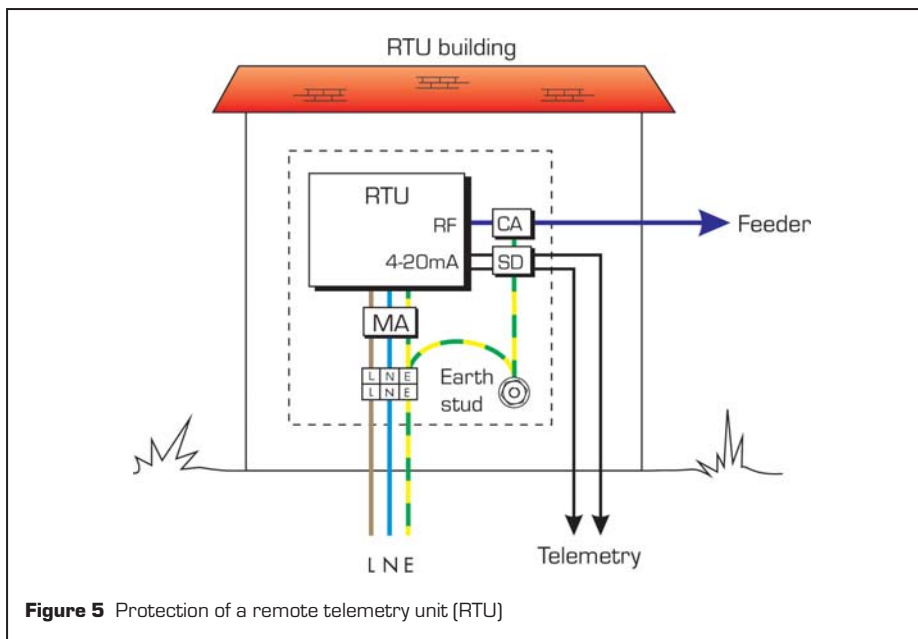 RTU building
RTU
RF
CA
Feeder
4-20mA
SD
MA
L N E
L N E
Earth
stud
L N E
Telemetry
Figure 5 Protection of a remote telemetry unit (RTU)